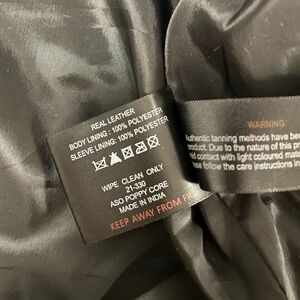 REAL LEATHER
BODY LINING : 100% POLYESTER
SLEEVE LINING: 100% POLYESTER
WIPE CLEAN ONLY
21-330
ASO POPPY CORE
MADE IN INDIA
KEEP AWAY FROM
WARNING
Authentic tanning methods have
product. Due to the nature of this
contact with light coloured
follow the care instructions